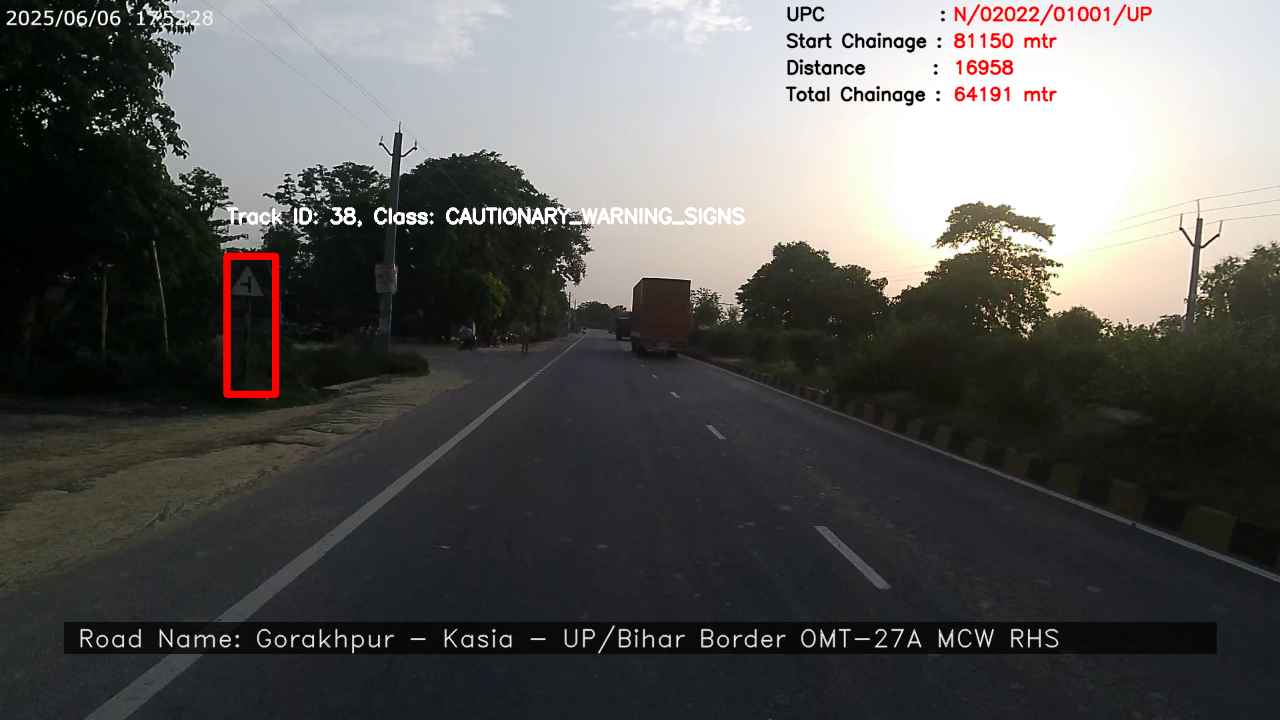 2025/06/06 17:52:28
UPC : N/02022/01001/UP
Start Chainage : 81150 mtr
Distance : 16958
Total Chainage : 64191 mtr
Track ID: 38, Class: CAUTIONARY_WARNING_SIGNS
Road Name: Gorakhpur - Kasia - UP/Bihar Border OMT-27A MCW RHS